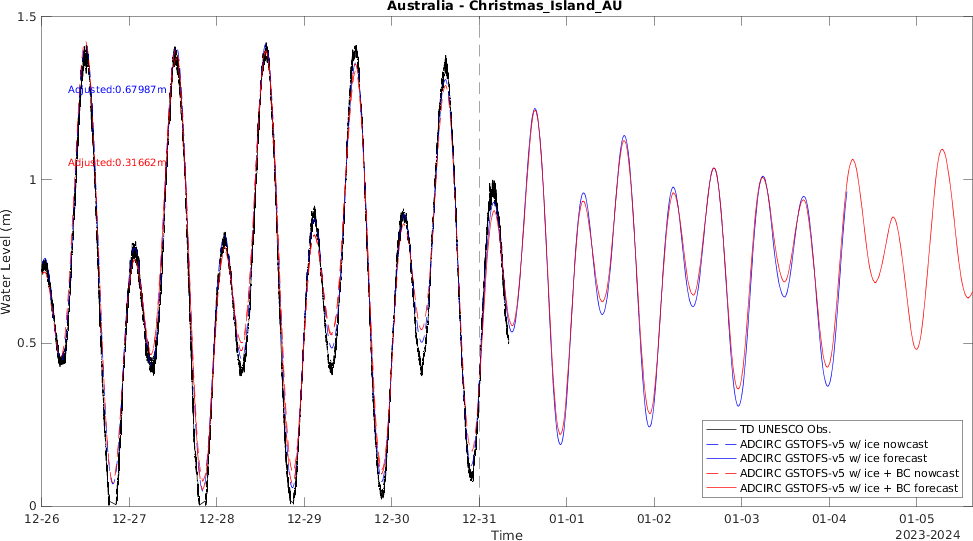 Australia - Christmas_Island_AU
1.5
Adjusted:0.67987m
Adjusted:0.31662m
1
Water Level (m)
0.5
TD UNESCO Obs.
ADCIRC GSTOFS-v5 w/ ice nowcast
ADCIRC GSTOFS-v5 w/ ice forecast
ADCIRC GSTOFS-v5 w/ ice + BC nowcast
ADCIRC GSTOFS-v5 w/ ice + BC forecast
0
12-26 12-27 12-28 12-29 12-30 12-31 01-01 01-02 01-03 01-04 01-05
Time
2023-2024